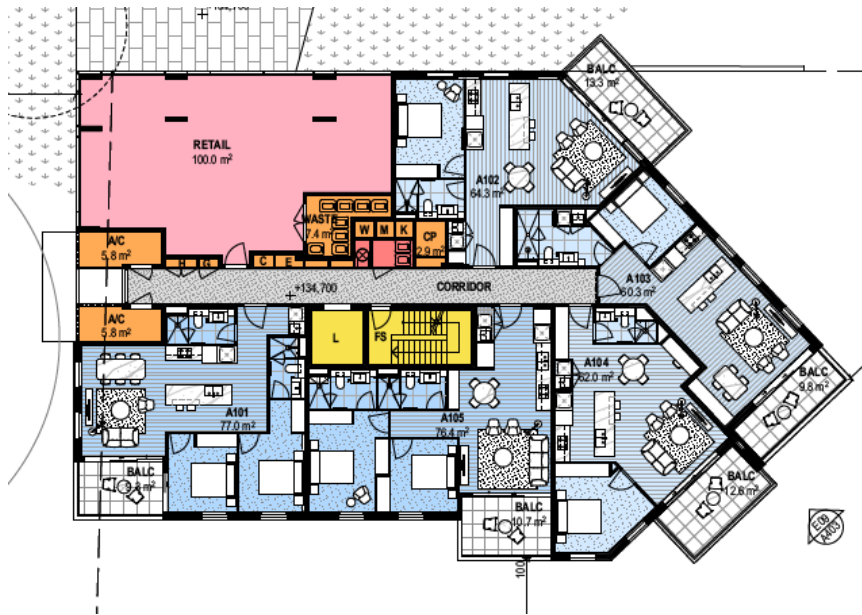 BALC
13.3 m²
RETAIL
100.0 m²
A102
64.3 m²
WASTE
7.4 m²
W
M
K
CP
2.9 m²
A/C
5.8 m²
G
C
E
+134,700
CORRIDOR
A103
60.3 m²
A/C
5.8 m²
L
FS
A104
62.0 m²
BALC
9.8 m²
A101
77.0 m²
A105
76.4 m²
BALC
BALC
12.6 m²
BALC
10.7 m²
E09
A403
100